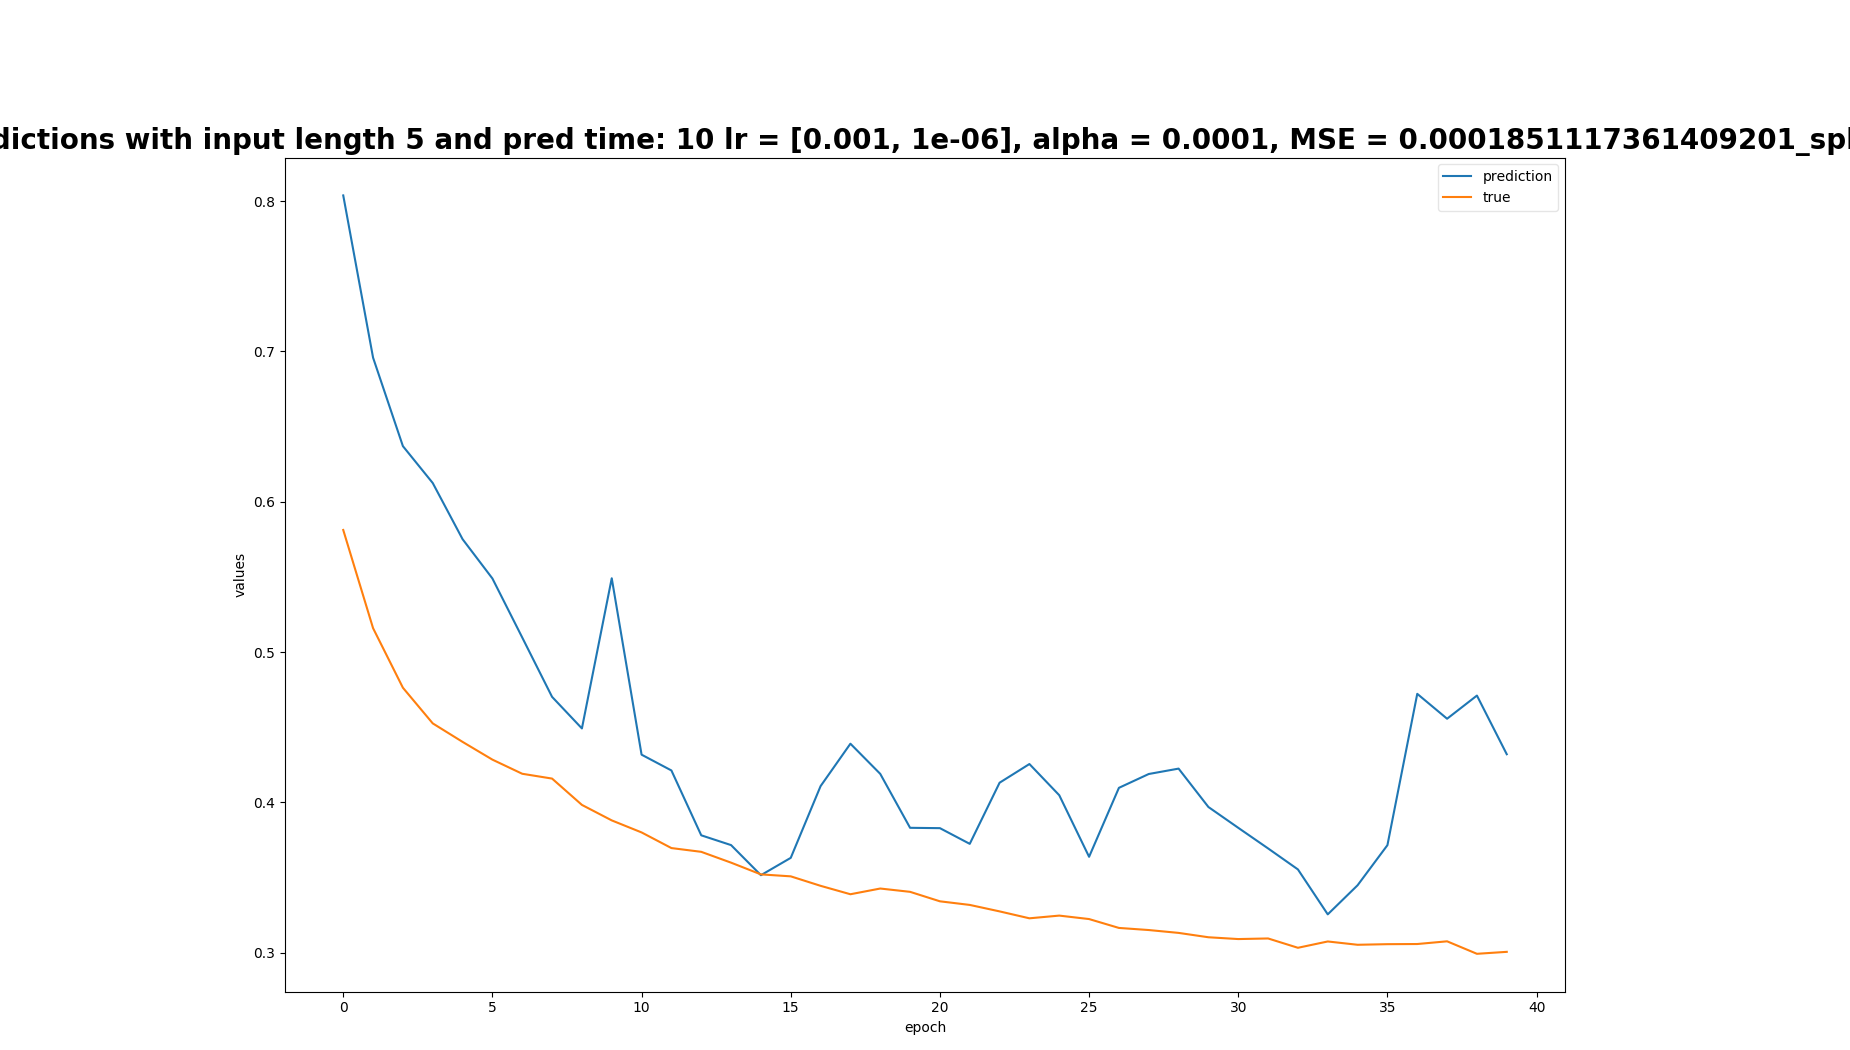 dictions with input length 5 and pred time: 10 lr = [0.001, 1e-06], alpha = 0.0001, MSE = 0.0001851117361409201_spl
prediction
true
0.8
0.7
0.6
0.5
0.4
0.3
values
0 5 10 15 20 25 30 35 40
epoch